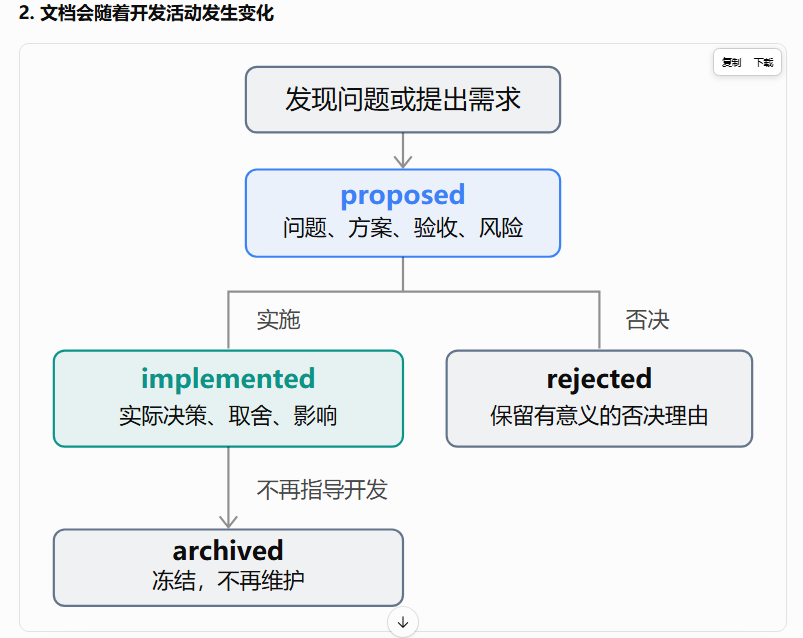 2. 文档会随着开发活动发生变化
复制 下载
发现问题或提出需求
proposed
问题、方案、验收、风险
实施
否决
implemented
实际决策、取舍、影响
rejected
保留有意义的否决理由
不再指导开发
archived
冻结，不再维护